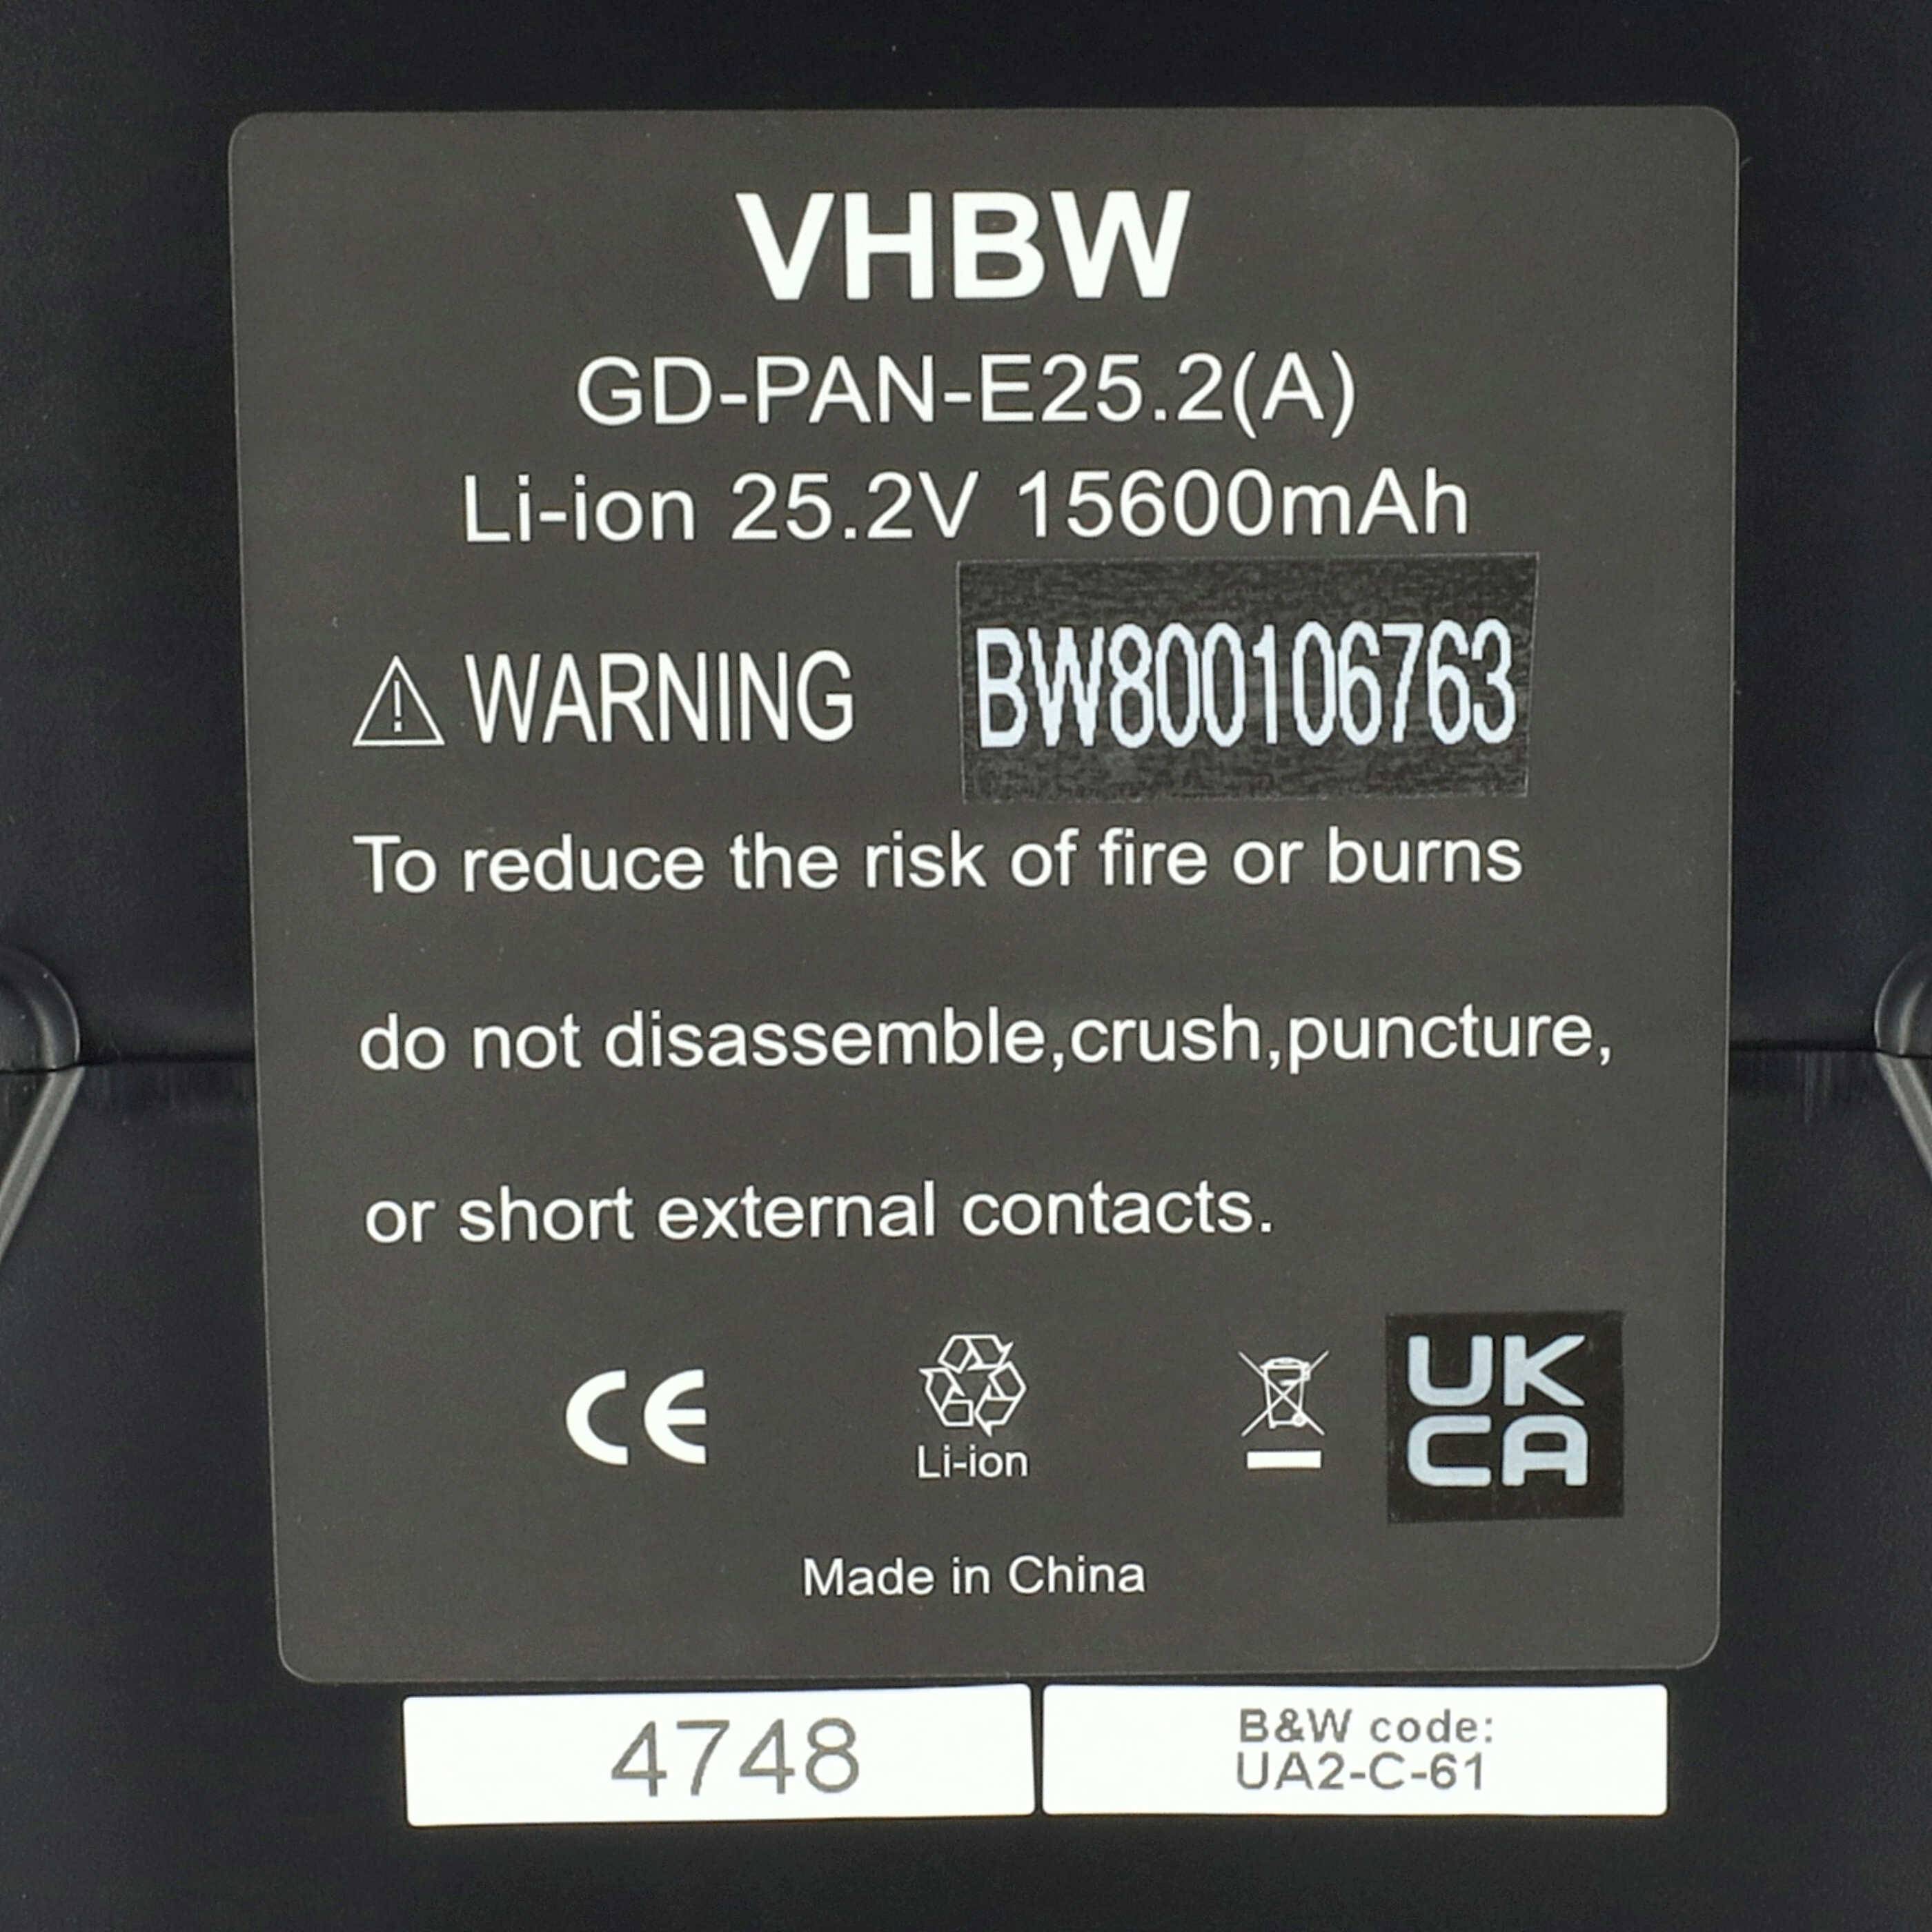 VHBW
GD-PAN-E25.2(A)
Li-ion 25.2V 15600mAh
WARNING
BW800106763
To reduce the risk of fire or burns
do not disassemble,crush,puncture,
or short external contacts.
CE
Li-ion
UK
CA
Made in China
4748
B&W code:
UA2-C-61